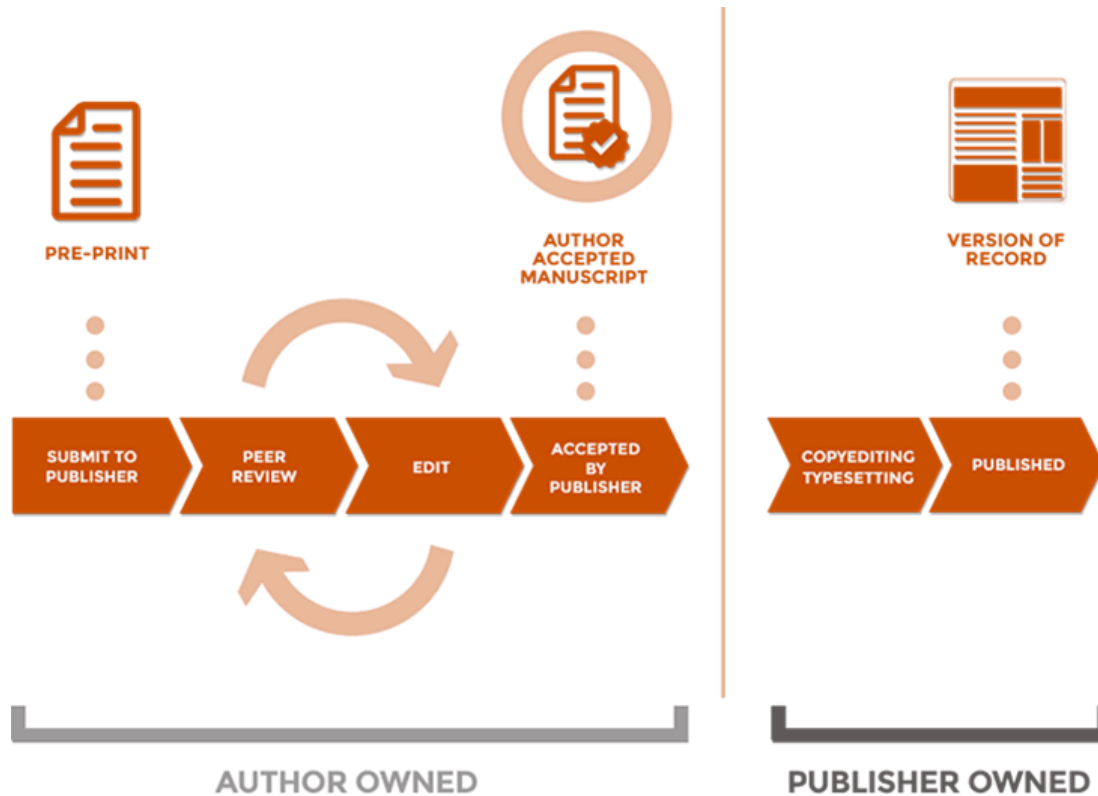 PRE-PRINT
AUTHOR
ACCEPTED
MANUSCRIPT
VERSION OF
RECORD
SUBMIT TO
PUBLISHER
PEER
REVIEW
EDIT
ACCEPTED
BY
PUBLISHER
COPYEDITING
TYPESETTING
PUBLISHED
AUTHOR OWNED
PUBLISHER OWNED